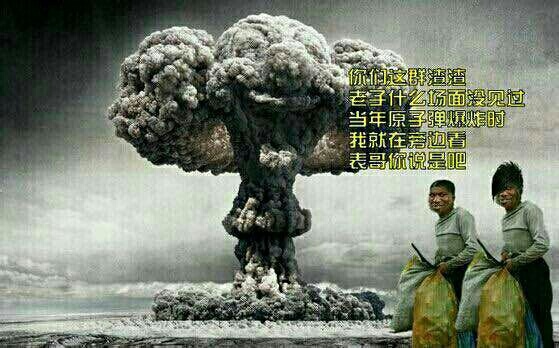 你们这群渣渣
老子什么场面没见过
当年原子弹爆炸时
我就在旁边看
表哥你说是吧